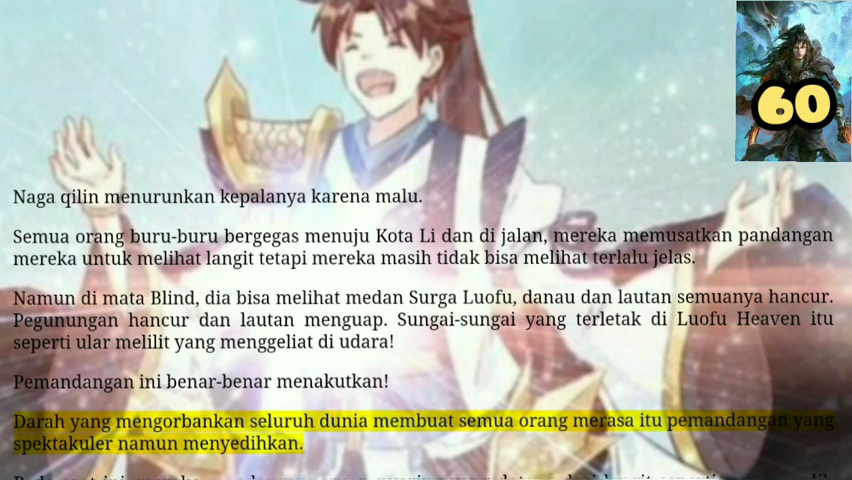 60
Naga qilin menurunkan kepalanya karena malu.
Semua orang buru-buru bergegas menuju Kota Li dan di jalan, mereka memusatkan pandangan
mereka untuk melihat langit tetapi mereka masih tidak bisa melihat terlalu jelas.
Namun di mata Blind, dia bisa melihat medan Surga Luofu, danau dan lautan semuanya hancur.
Pegunungan hancur dan lautan menguap. Sungai-sungai yang terletak di Luofu Heaven itu
seperti ular melilit yang menggeliat di udara!
Pemandangan ini benar-benar menakutkan!
Darah yang mengorbankan seluruh dunia membuat semua orang merasa itu pemandangan yang
spektakuler namun menyedihkan.